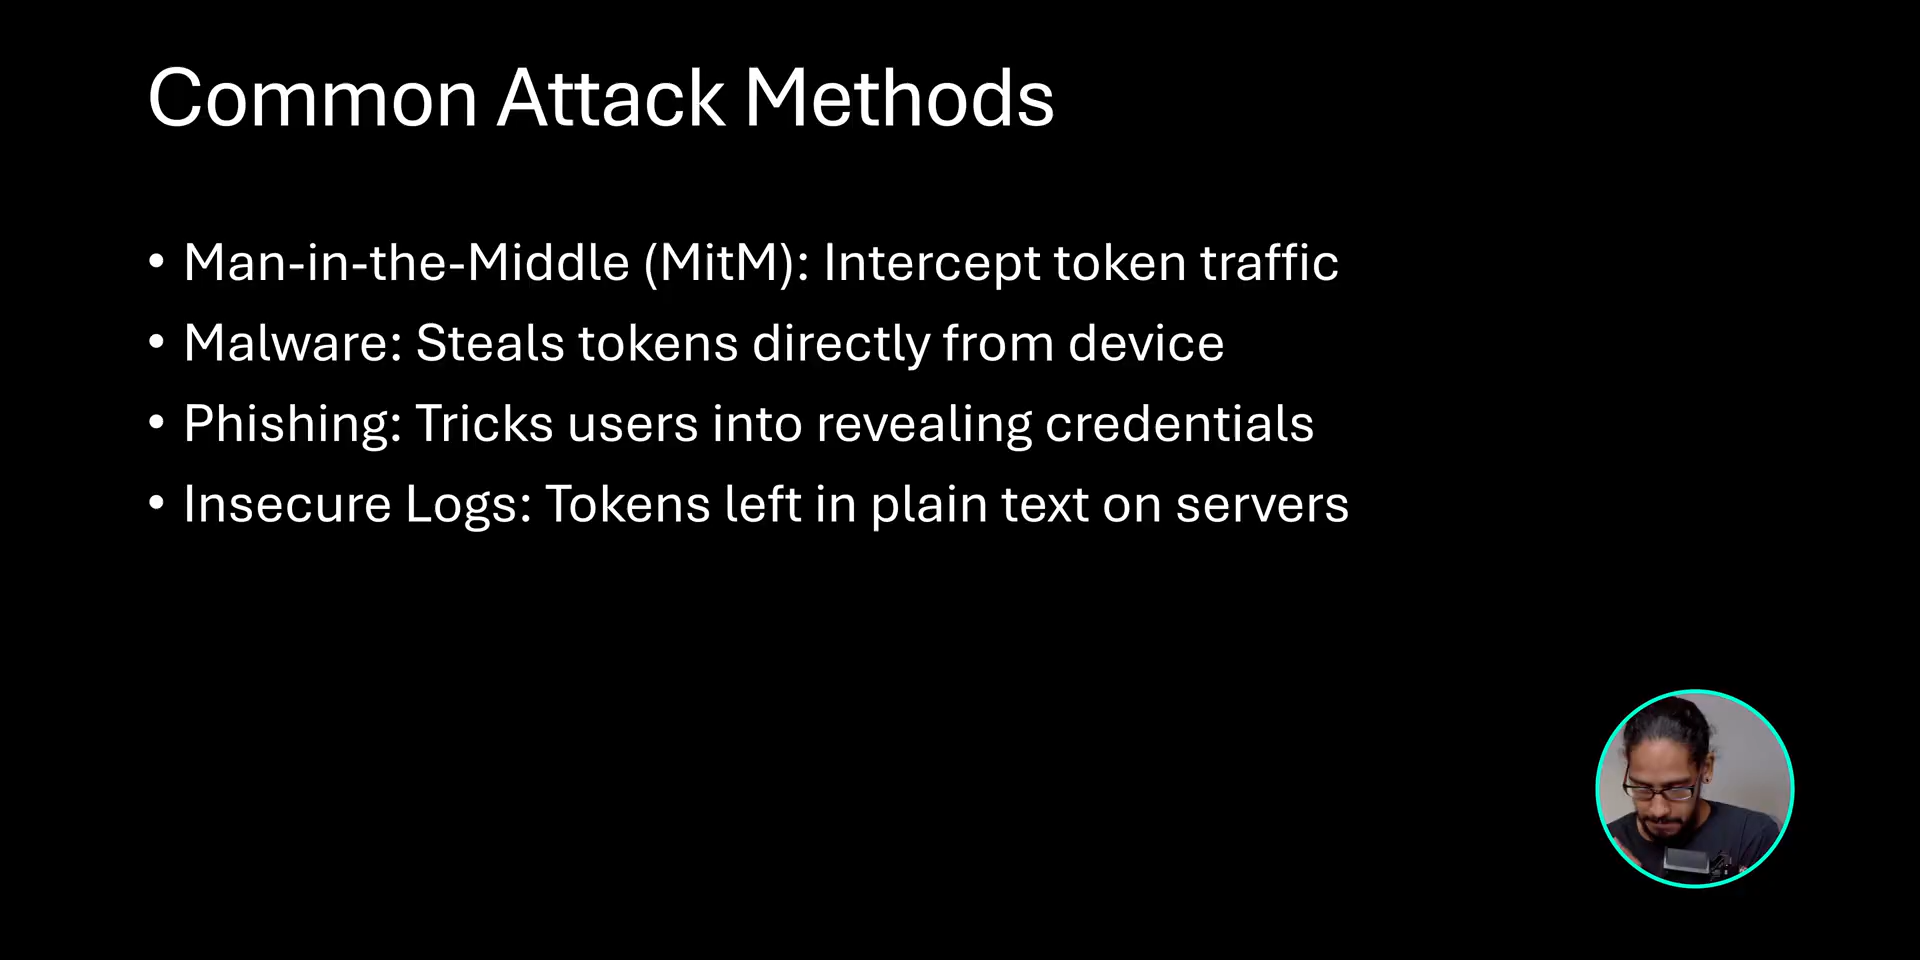 Common Attack Methods
• Man-in-the-Middle (MitM): Intercept token traffic
• Malware: Steals tokens directly from device
• Phishing: Tricks users into revealing credentials
• Insecure Logs: Tokens left in plain text on servers